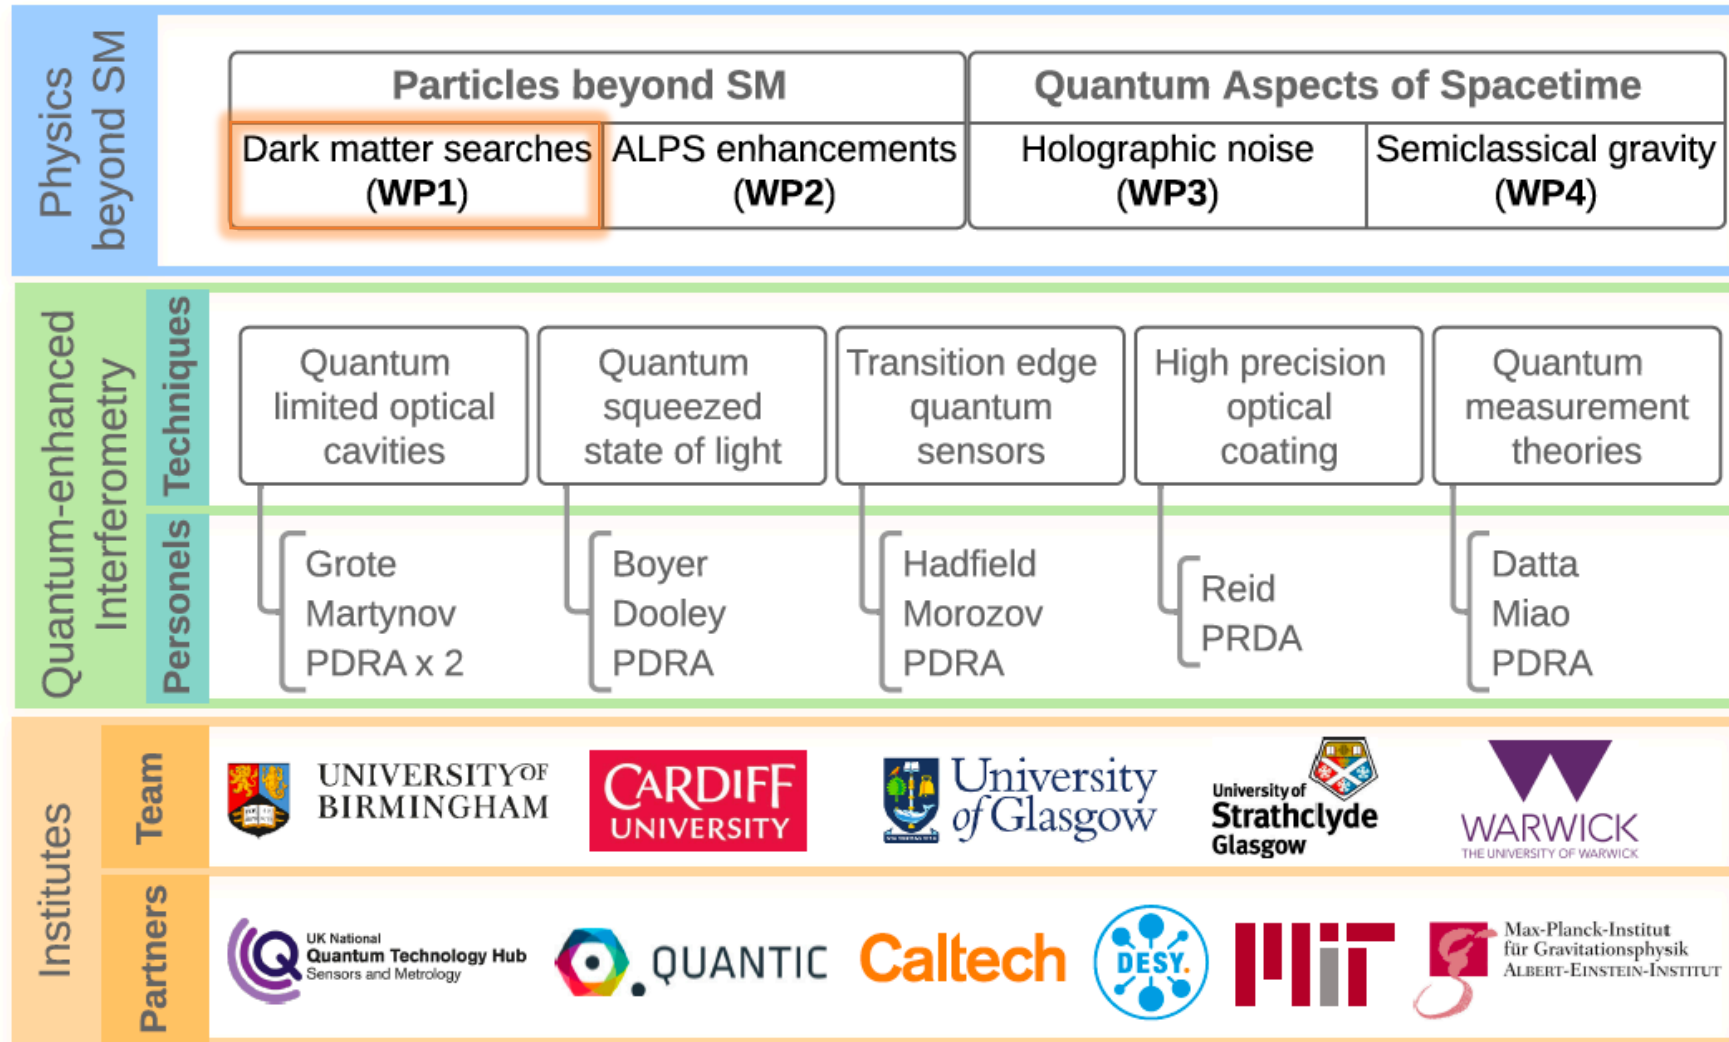 Physics
beyond SM
Particles beyond SM
Quantum Aspects of Spacetime
Dark matter searches
(WP1)
ALPS enhancements
(WP2)
Holographic noise
(WP3)
Semiclassical gravity
(WP4)
Quantum-enhanced
Interferometry
Techniques
Quantum
limited optical
cavities
Quantum
squeezed
state of light
Transition edge
quantum
sensors
High precision
optical
coating
Quantum
measurement
theories
Personels
Grote
Martynov
PDRA x 2
Boyer
Dooley
PDRA
Hadfield
Morozov
PDRA
Reid
PRDA
Datta
Miao
PDRA
Institutes
Team
UNIVERSITY OF
BIRMINGHAM
CARDIFF
UNIVERSITY
University
of Glasgow
University of
Strathclyde
Glasgow
WARWICK
THE UNIVERSITY OF WARWICK
Partners
UK National
Quantum Technology Hub
Sensors and Metrology
QUANTIC
Caltech
DESY.
MiT
Max-Planck-Institut
für Gravitationsphysik
ALBERT-EINSTEIN-INSTITUT